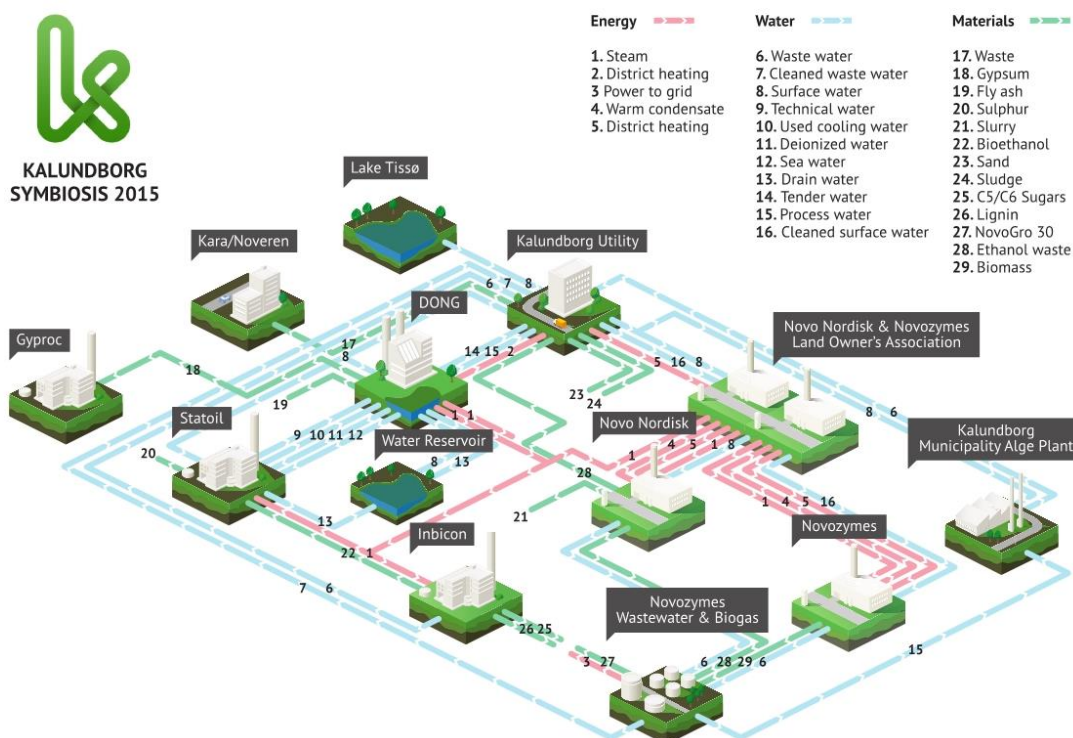 KALUNDBORG
SYMBIOSIS 2015
Energy
1. Steam
2. District heating
3 Power to grid
4. Warm condensate
5. District heating
Water
6. Waste water
7. Cleaned waste water
8. Surface water
9. Technical water
10. Used cooling water
11. Deionized water
12. Sea water
13. Drain water
14. Tender water
15. Process water
16. Cleaned surface water
Materials
17. Waste
18. Gypsum
19. Fly ash
20. Sulphur
21. Slurry
22. Bioethanol
23. Sand
24. Sludge
25. C5/C6 Sugars
26. Lignin
27. NovoGro 30
28. Ethanol waste
29. Biomass
Lake Tissø
Kara/Noveren
Kalundborg Utility
6 7 8
DONG
Gyproc
17
8
18
14 15 2
5 16 8
Novo Nordisk & Novozymes
Land Owner's Association
19
23
24
Statoil
9 10 11 12
1 1
Water Reservoir
8 13
Novo Nordisk
1 4 5 1 8
8 6
Kalundborg
Municipality Alge Plant
20
28
21
1 4 5 16
13
Inbicon
22 1
Novozymes
7 6
Novozymes
Wastewater & Biogas
26 25
3 27
6 28 29 6
15